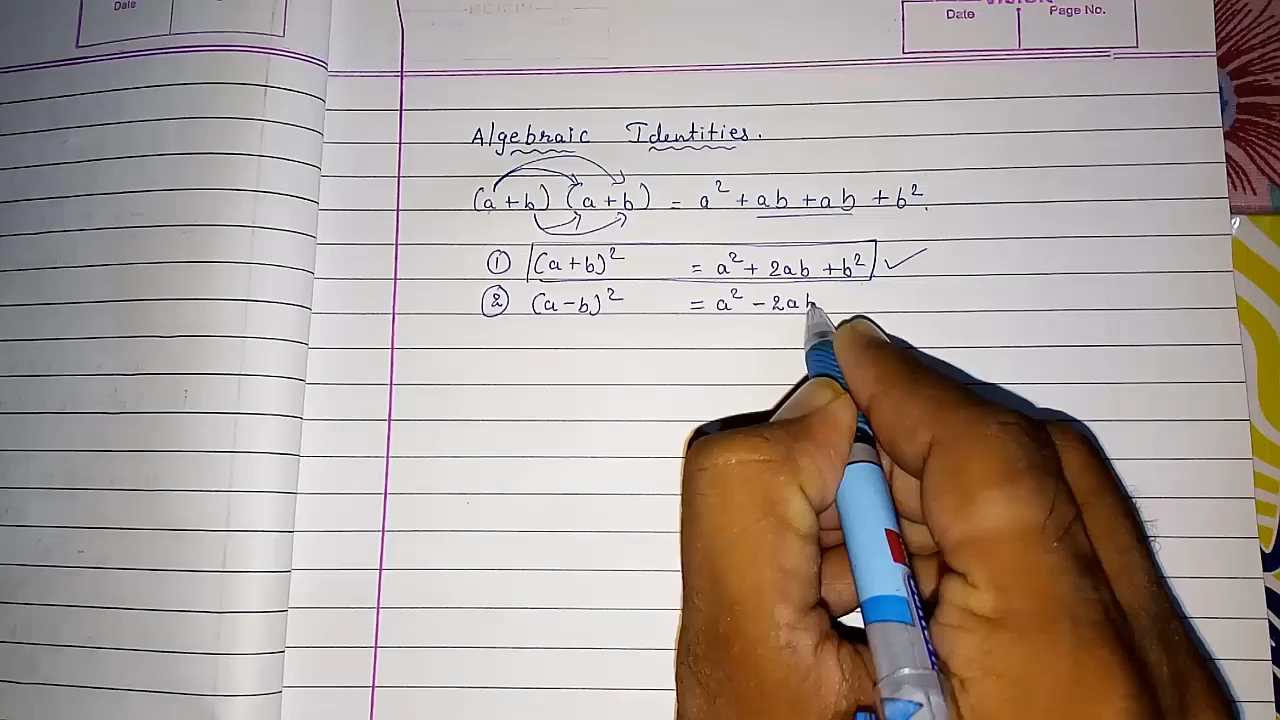 Date
Date Page No.
Algebraic Identities.
(a+b) (a+b) = a² + ab + ab + b².
① (a+b)² = a² + 2ab + b² ✓
② (a-b)² = a² - 2ab